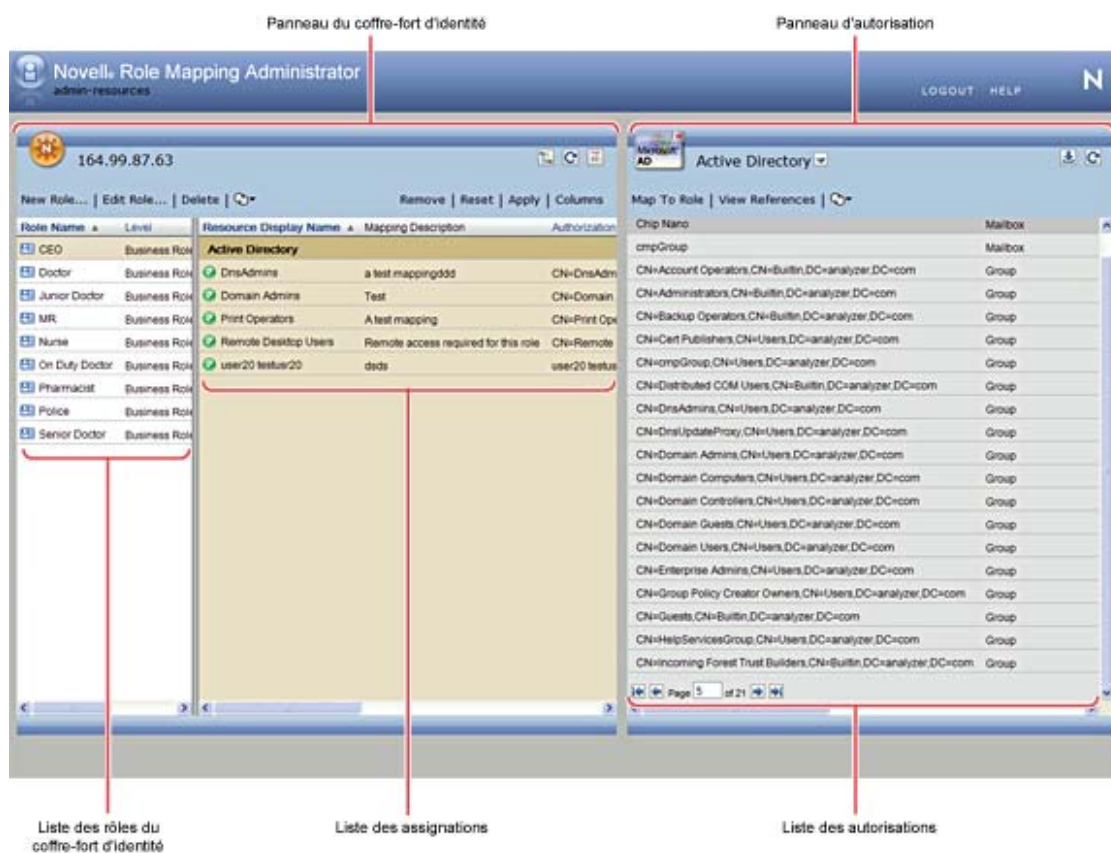 Panneau du coffre-fort d'identité
Panneau d'autorisation
Novell® Role Mapping Administrator
admin-resources
LOGOUT HELP
N
N
164.99.87.63
New Role... | Edit Role... | Delete |
Remove | Reset | Apply | Columns
Role Name Level
CEO Business Role
Doctor Business Role
Junior Doctor Business Role
MR Business Role
Nurse Business Role
On Duty Doctor Business Role
Pharmacist Business Role
Police Business Role
Senior Doctor Business Role
Resource Display Name Mapping Description Authorization
Active Directory
DnsAdmins a test mappingddd CN=DnsAdm
Domain Admins Test CN=Domain
Print Operators A test mapping CN=Print Ope
Remote Desktop Users Remote access required for this role CN=Remote
user20 testusr20 dsds user20 testus
Microsoft
AD
Active Directory
Map To Role | View References |
Chip Nano Mailbox
cmpGroup Mailbox
CN=Account Operators,CN=Builtin,DC=analyzer,DC=com Group
CN=Administrators,CN=Builtin,DC=analyzer,DC=com Group
CN=Backup Operators,CN=Builtin,DC=analyzer,DC=com Group
CN=Cert Publishers,CN=Users,DC=analyzer,DC=com Group
CN=cmpGroup,CN=Users,DC=analyzer,DC=com Group
CN=Distributed COM Users,CN=Builtin,DC=analyzer,DC=com Group
CN=DnsAdmins,CN=Users,DC=analyzer,DC=com Group
CN=DnsUpdateProxy,CN=Users,DC=analyzer,DC=com Group
CN=Domain Admins,CN=Users,DC=analyzer,DC=com Group
CN=Domain Computers,CN=Users,DC=analyzer,DC=com Group
CN=Domain Controllers,CN=Users,DC=analyzer,DC=com Group
CN=Domain Guests,CN=Users,DC=analyzer,DC=com Group
CN=Domain Users,CN=Users,DC=analyzer,DC=com Group
CN=Enterprise Admins,CN=Users,DC=analyzer,DC=com Group
CN=Group Policy Creator Owners,CN=Users,DC=analyzer,DC=com Group
CN=Guests,CN=Builtin,DC=analyzer,DC=com Group
CN=HelpServicesGroup,CN=Users,DC=analyzer,DC=com Group
CN=Incoming Forest Trust Builders,CN=Builtin,DC=analyzer,DC=com Group
Page 5 of 21
Liste des rôles du
coffre-fort d'identité
Liste des assignations
Liste des autorisations